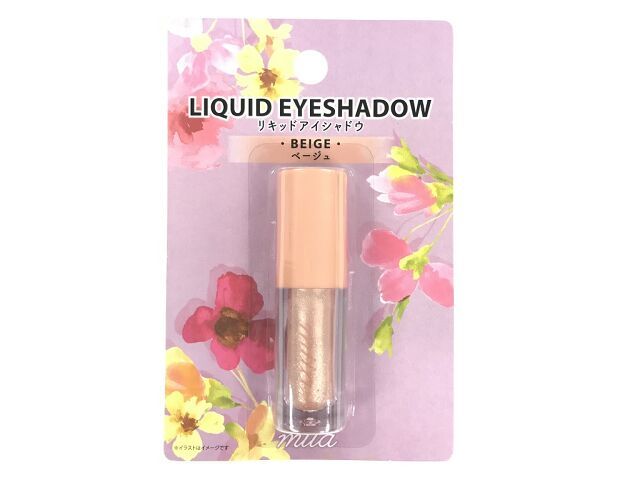 LIQUID EYESHADOW
リキッドアイシャドウ
・BEIGE・
ベージュ
miua
※イラストはイメージです